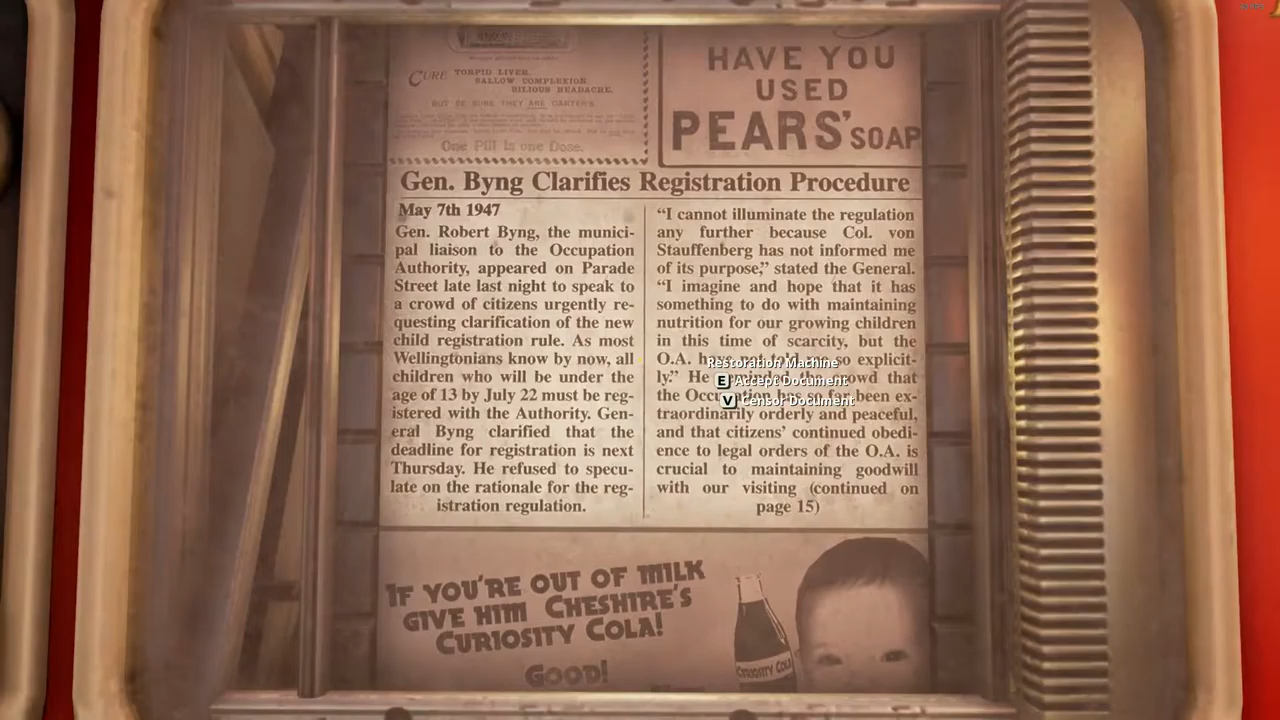 CURE TORPID LIVER.
SALLOW COMPLEXION.
BILIOUS HEADACHE.
BUT BE SURE THEY ARE CARTER'S.
One Pill is one Dose.
HAVE YOU
USED
PEARS' SOAP
Gen. Byng Clarifies Registration Procedure
May 7th 1947
Gen. Robert Byng, the munici-
pal liaison to the Occupation
Authority, appeared on Parade
Street late last night to speak to
a crowd of citizens urgently re-
questing clarification of the new
child registration rule. As most
Wellingtonians know by now, all
children who will be under the
age of 13 by July 22 must be reg-
istered with the Authority. Gen-
eral Byng clarified that the
deadline for registration is next
Thursday. He refused to specu-
late on the rationale for the reg-
istration regulation.
“I cannot illuminate the regulation
any further because Col. von
Stauffenberg has not informed me
of its purpose,” stated the General.
“I imagine and hope that it has
something to do with maintaining
nutrition for our growing children
in this time of scarcity, but the
O.A. have not told me so explicit-
ly.” He reminded the crowd that
the Occupation has so far been ex-
traordinarily orderly and peaceful,
and that citizens’ continued obedi-
ence to legal orders of the O.A. is
crucial to maintaining goodwill
with our visiting (continued on
page 15)
Restoration Machine
E Accept Document
V Censor Document
IF YOU'RE OUT OF MILK
GIVE HIM CHESHIRE'S
CURIOSITY COLA!
GOOD!
CURIOSITY COLA